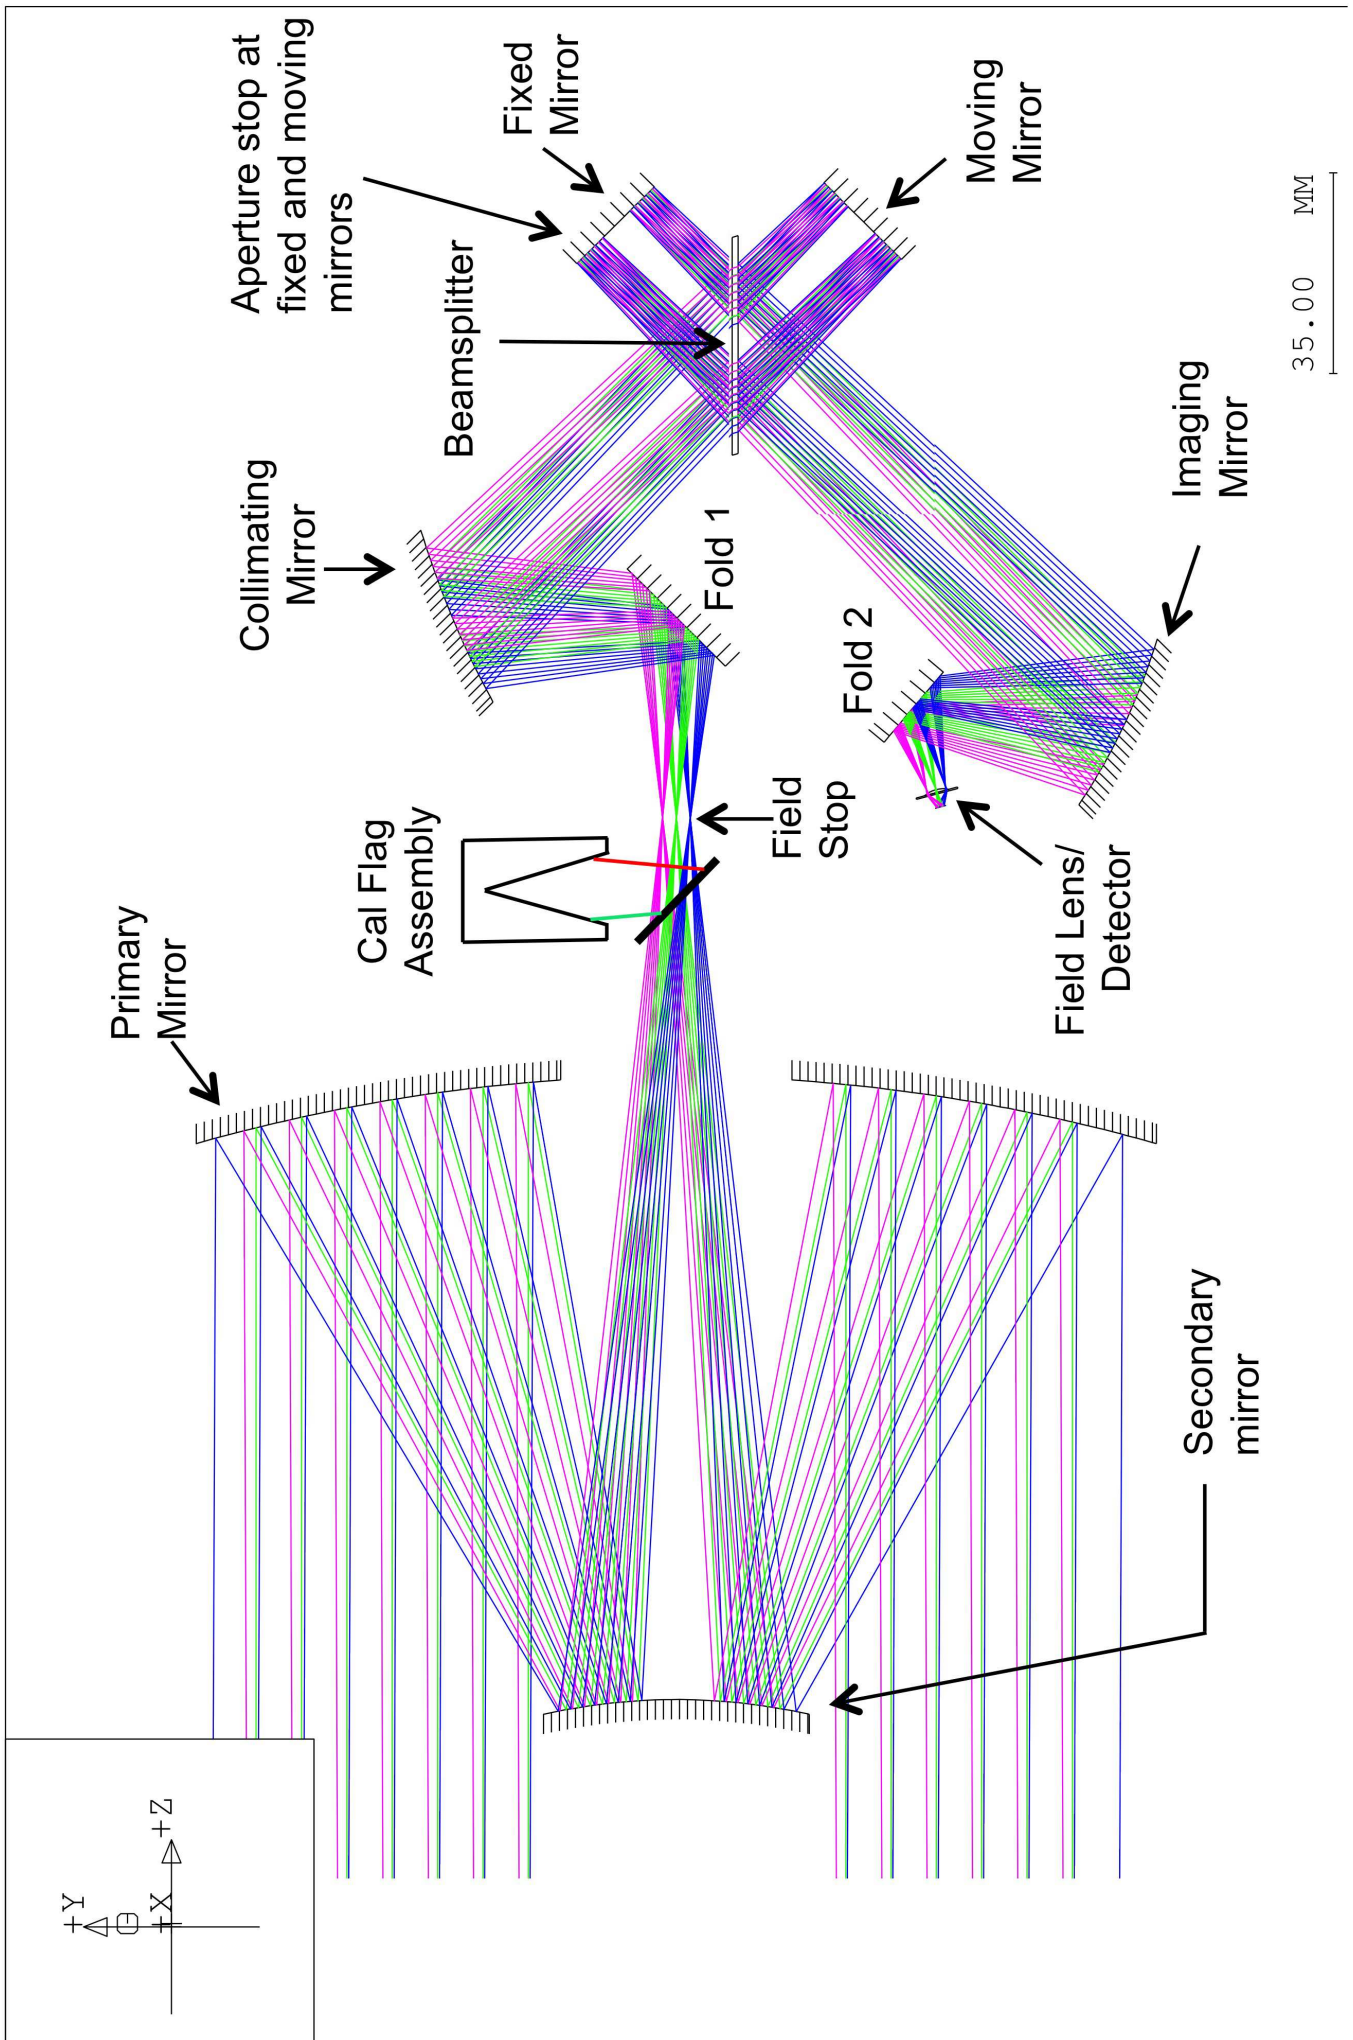 Aperture stop at
fixed and moving
mirrors
Fixed
Mirror
Moving
Mirror
Beamsplitter
35.00 MM
Collimating
Mirror
Imaging
Mirror
Fold 1
Fold 2
Cal Flag
Assembly
Field
Stop
Field Lens/
Detector
Primary
Mirror
Secondary
mirror
+Y
+X
+Z